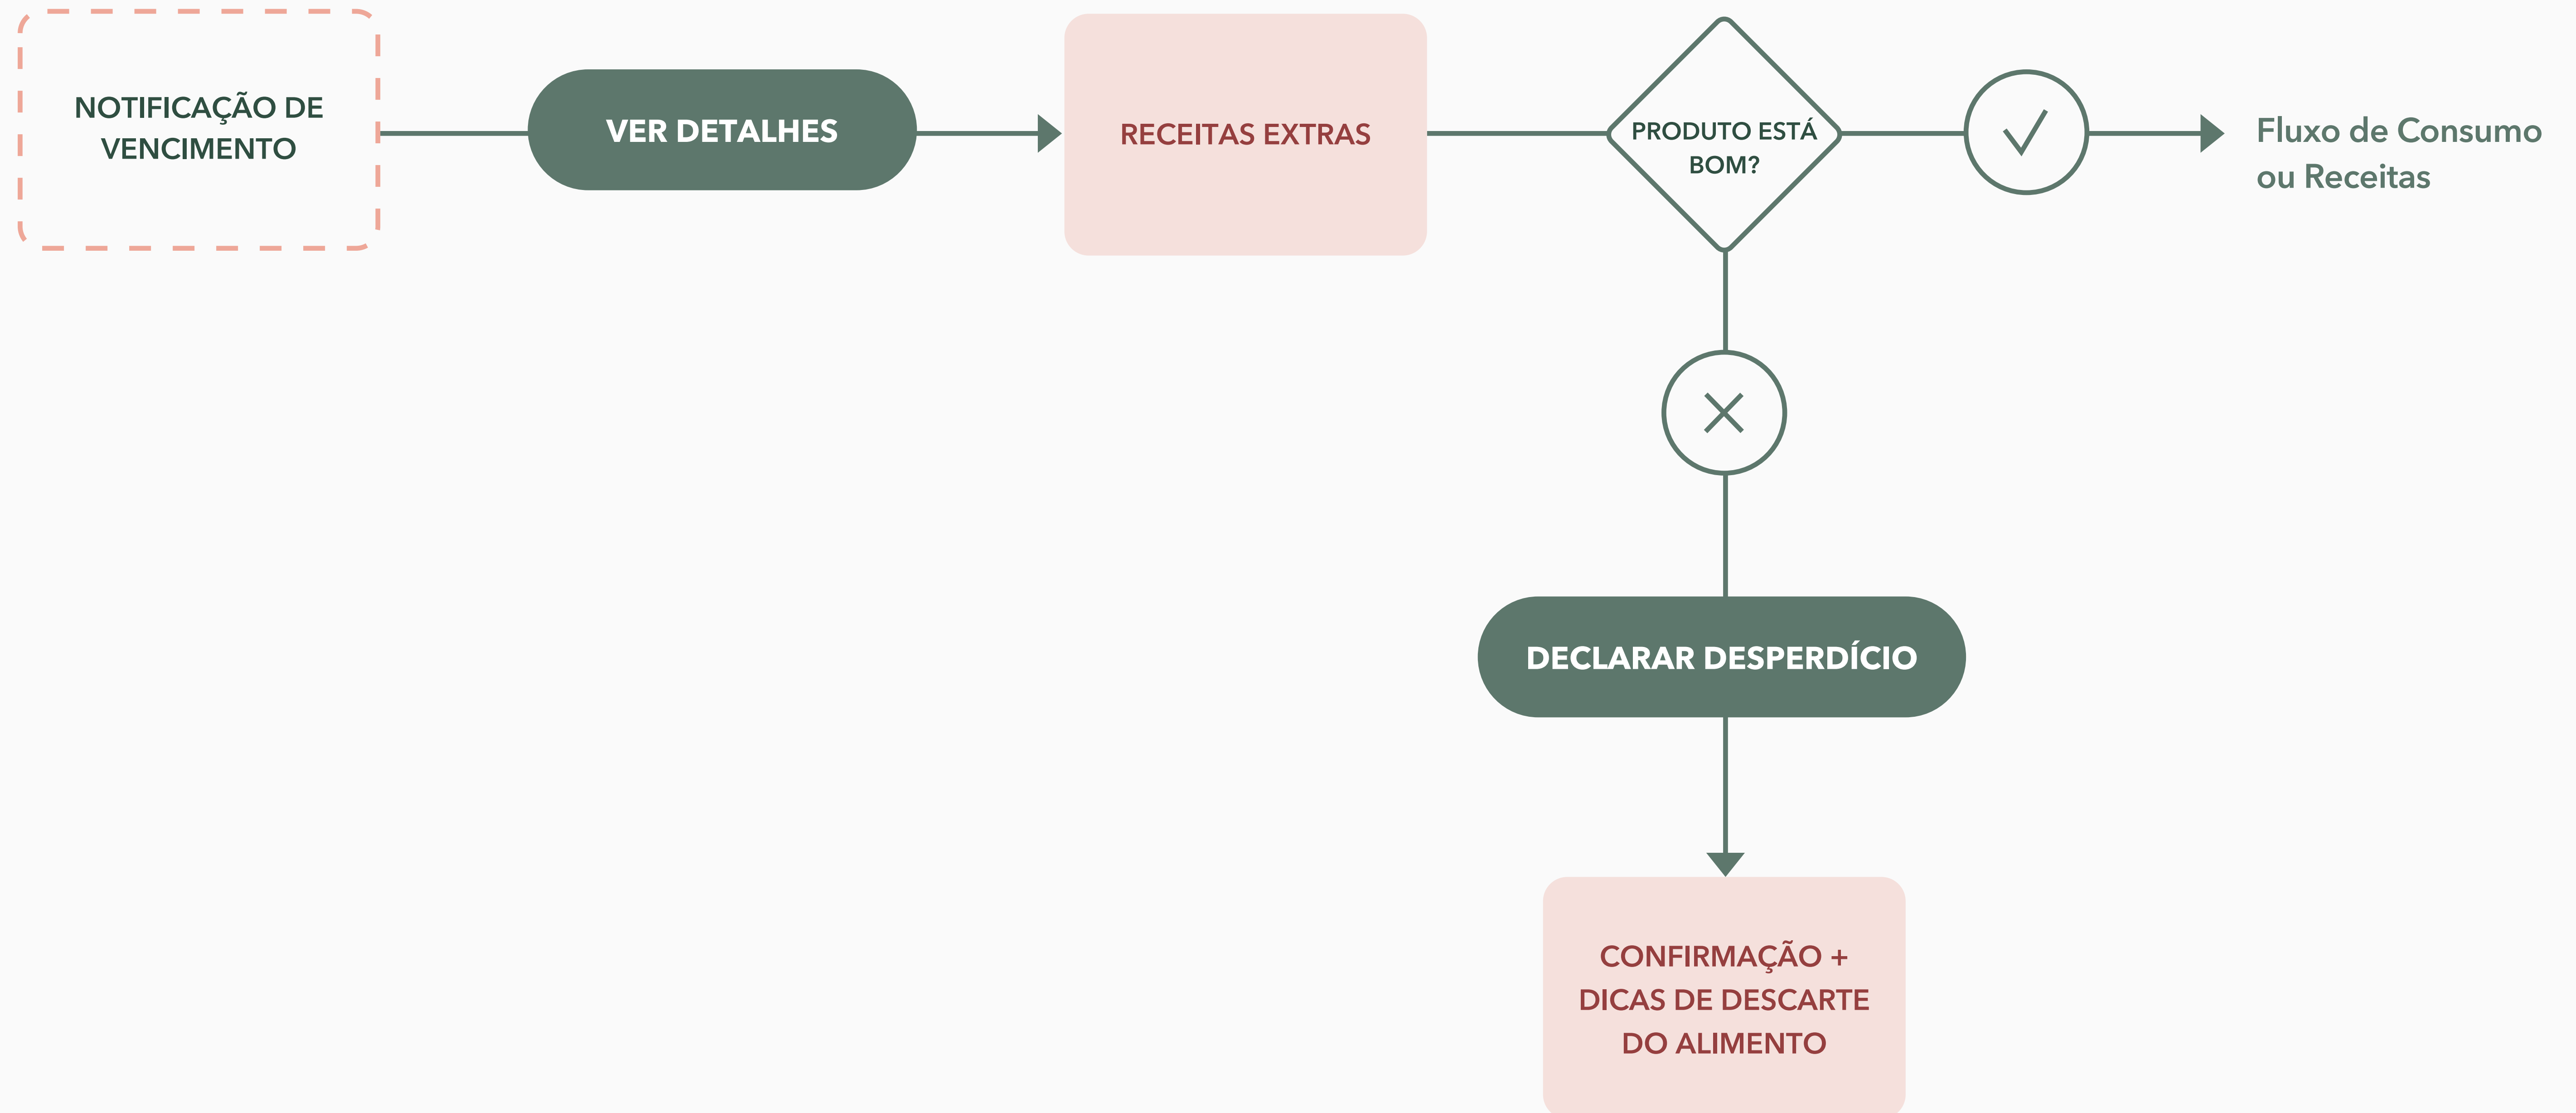 NOTIFICAÇÃO DE
VENCIMENTO
VER DETALHES
RECEITAS EXTRAS
PRODUTO ESTÁ
BOM?
Fluxo de Consumo
ou Receitas
DECLARAR DESPERDÍCIO
CONFIRMAÇÃO +
DICAS DE DESCARTE
DO ALIMENTO